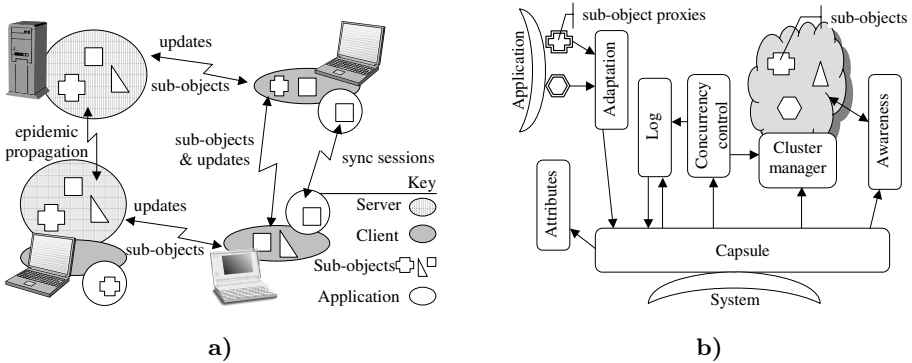 updates
sub-objects
epidemic
propagation
sub-objects
& updates
sync sessions
updates
sub-objects
Key
Server
Client
Sub-objects
Application
a)
sub-object proxies
sub-objects
Application
Adaptation
Log
Concurrency
control
Cluster
manager
Awareness
Attributes
Capsule
System
b)